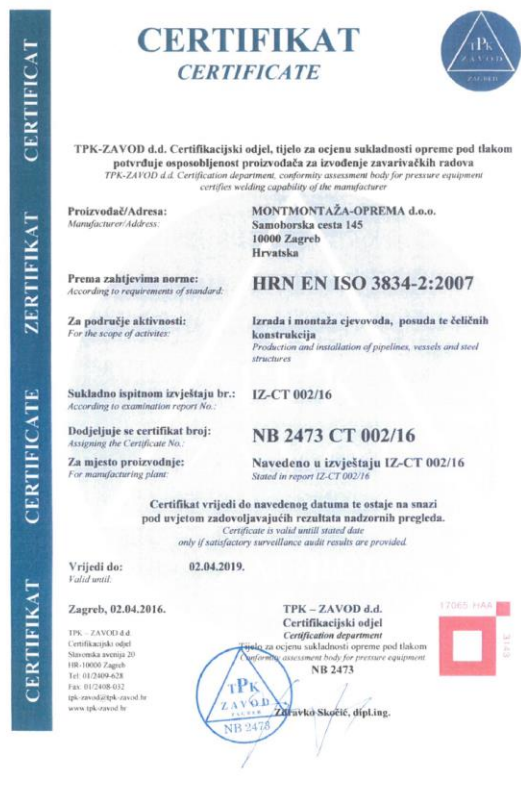 CERTIFIKAT
CERTIFICATE
CERTIFICAT
ZERTIFIKAT
CERTIFICATE
CERTIFIKAT
TPK
ZAVOD
ZAGREB
TPK-ZAVOD d.d. Certifikacijski odjel, tijelo za ocjenu sukladnosti opreme pod tlakom
potvrđuje osposobljenost proizvođača za izvođenje zavarivačkih radova
TPK-ZAVOD d.d. Certification department, conformity assessment body for pressure equipment
certifies welding capability of the manufacturer
Proizvođač/Adresa: MONTMONTAŽA-OPREMA d.o.o.
Manufacturer/Address: Samoborska cesta 145
10000 Zagreb
Hrvatska
Prema zahtjevima norme: HRN EN ISO 3834-2:2007
According to requirements of standard:
Za područje aktivnosti: Izrada i montaža cjevovoda, posuda te čeličnih
For the scope of activites: konstrukcija
Production and installation of pipelines, vessels and steel
structures
Sukladno ispitnom izvještaju br.: IZ-CT 002/16
According to examination report No.:
Dodjeljuje se certifikat broj: NB 2473 CT 002/16
Assigning the Certificate No.:
Za mjesto proizvodnje: Navedeno u izvještaju IZ-CT 002/16
For manufacturing plant: Stated in report IZ-CT 002/16
Certifikat vrijedi do navedenog datuma te ostaje na snazi
pod uvjetom zadovoljavajućih rezultata nadzornih pregleda.
Certificate is valid untill stated date
only if satisfactory surveillance audit results are provided.
Vrijedi do: 02.04.2019.
Valid until:
Zagreb, 02.04.2016.
TPK – ZAVOD d.d.
Certifikacijski odjel
Slavonska avenija 20
HR-10000 Zagreb
Tel: 01/2409-628
Fax: 01/2408-032
tpk-zavod@tpk-zavod.hr
www.tpk-zavod.hr
TPK – ZAVOD d.d.
Certifikacijski odjel
Certification department
Tijelo za ocjenu sukladnosti opreme pod tlakom
Conformity assessment body for pressure equipment
NB 2473
TPK
ZAVOD
ZAGREB
NB 2473
Zdravko Skočić, dipl.ing.
17065 HAA
3143